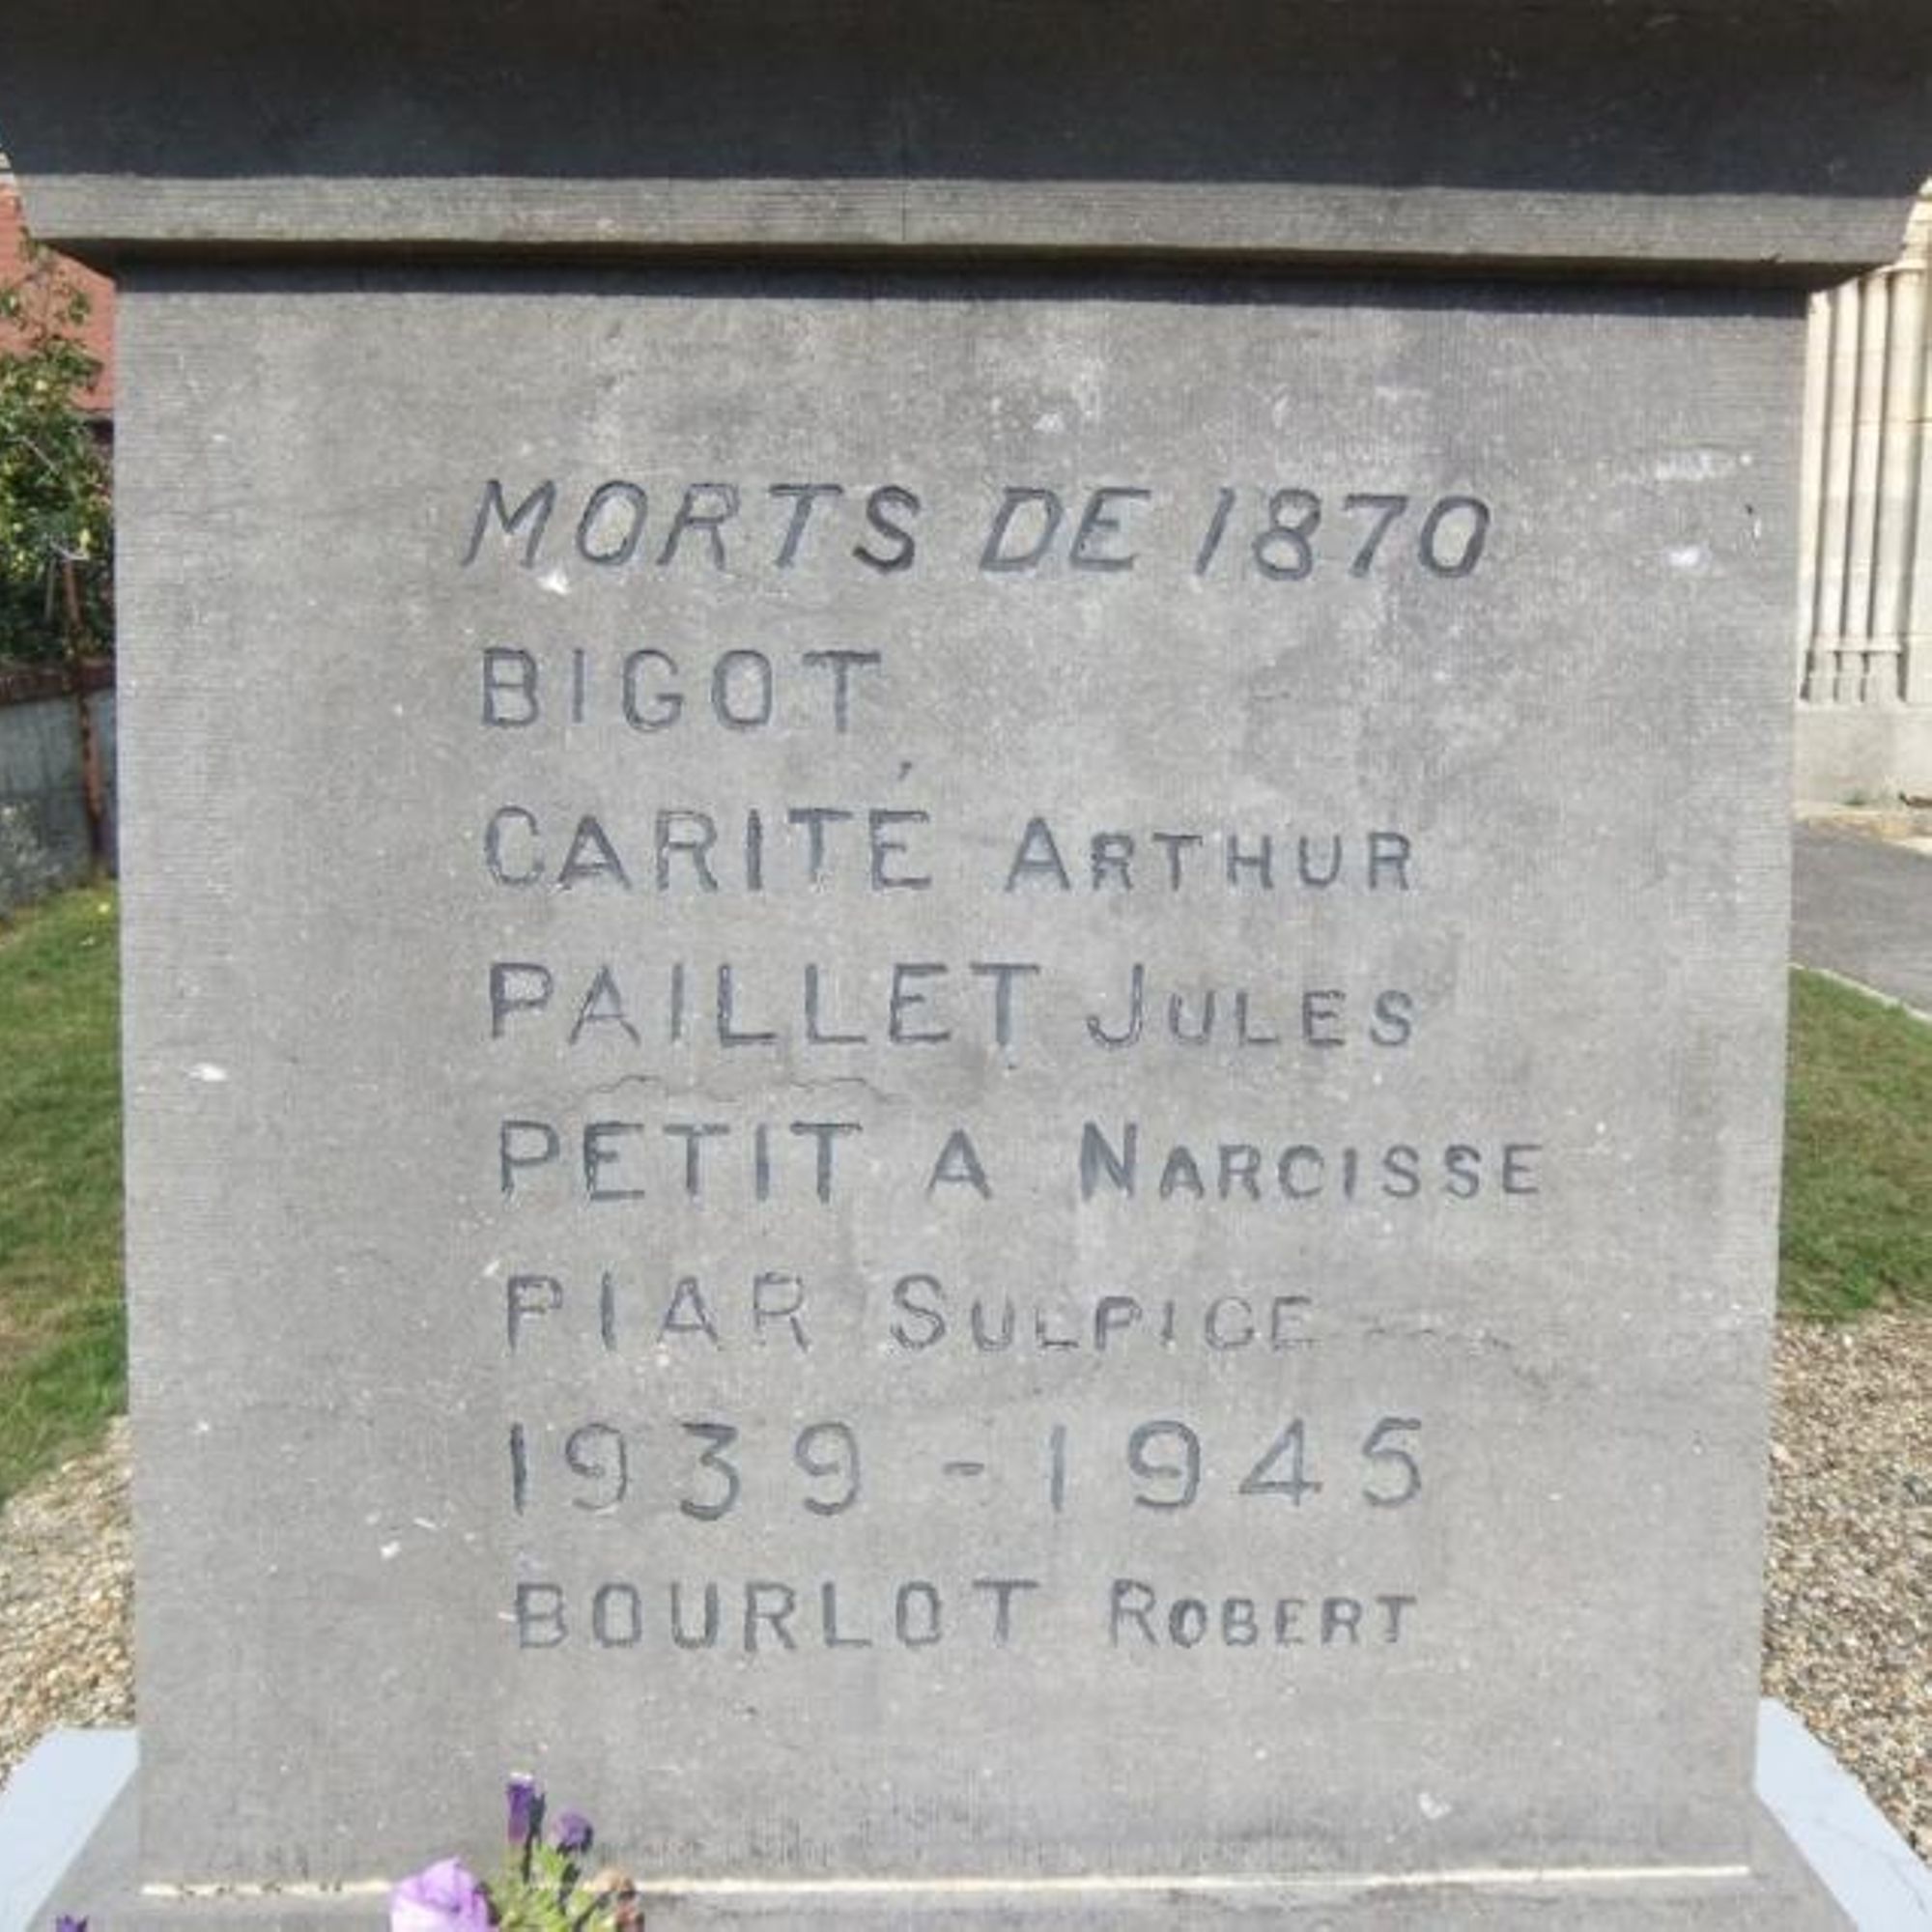 MORTS DE 1870
BIGOT
CARITÉ ARTHUR
PAILLET JULES
PETIT A NARCISSE
PIAR SULPICE
1939 - 1945
BOURLOT ROBERT